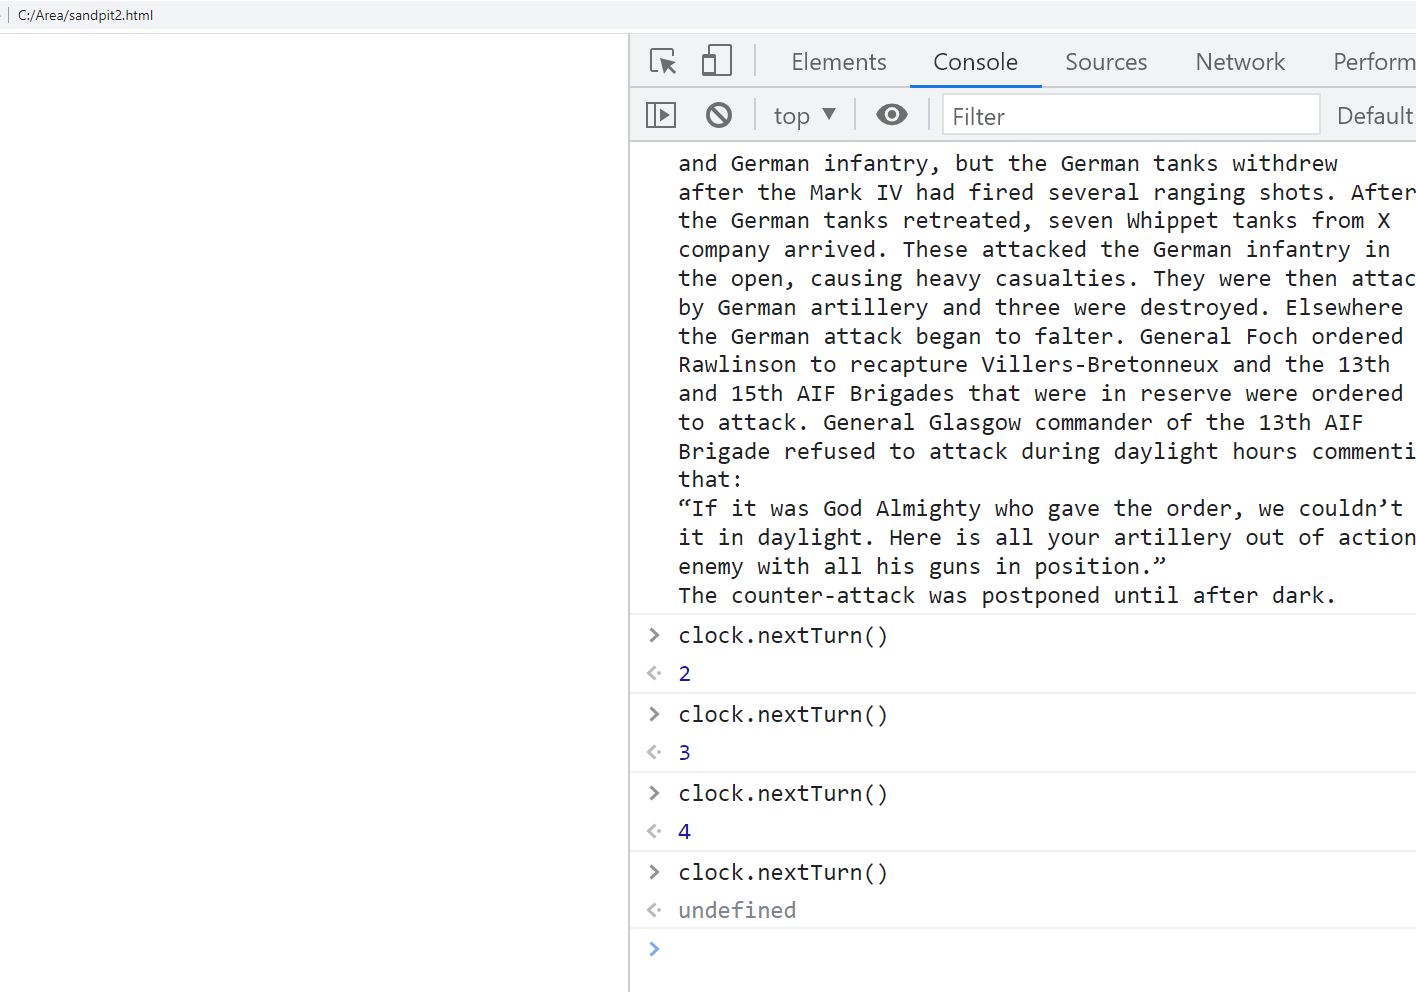 C:/Area/sandpit2.html
Elements Console Sources Network Perform
top ▼ Filter Default
and German infantry, but the German tanks withdrew
after the Mark IV had fired several ranging shots. After
the German tanks retreated, seven Whippet tanks from X
company arrived. These attacked the German infantry in
the open, causing heavy casualties. They were then attac
by German artillery and three were destroyed. Elsewhere
the German attack began to falter. General Foch ordered
Rawlinson to recapture Villers-Bretonneux and the 13th
and 15th AIF Brigades that were in reserve were ordered
to attack. General Glasgow commander of the 13th AIF
Brigade refused to attack during daylight hours commenti
that:
“If it was God Almighty who gave the order, we couldn’t
it in daylight. Here is all your artillery out of action
enemy with all his guns in position.”
The counter-attack was postponed until after dark.
clock.nextTurn()
2
clock.nextTurn()
3
clock.nextTurn()
4
clock.nextTurn()
undefined